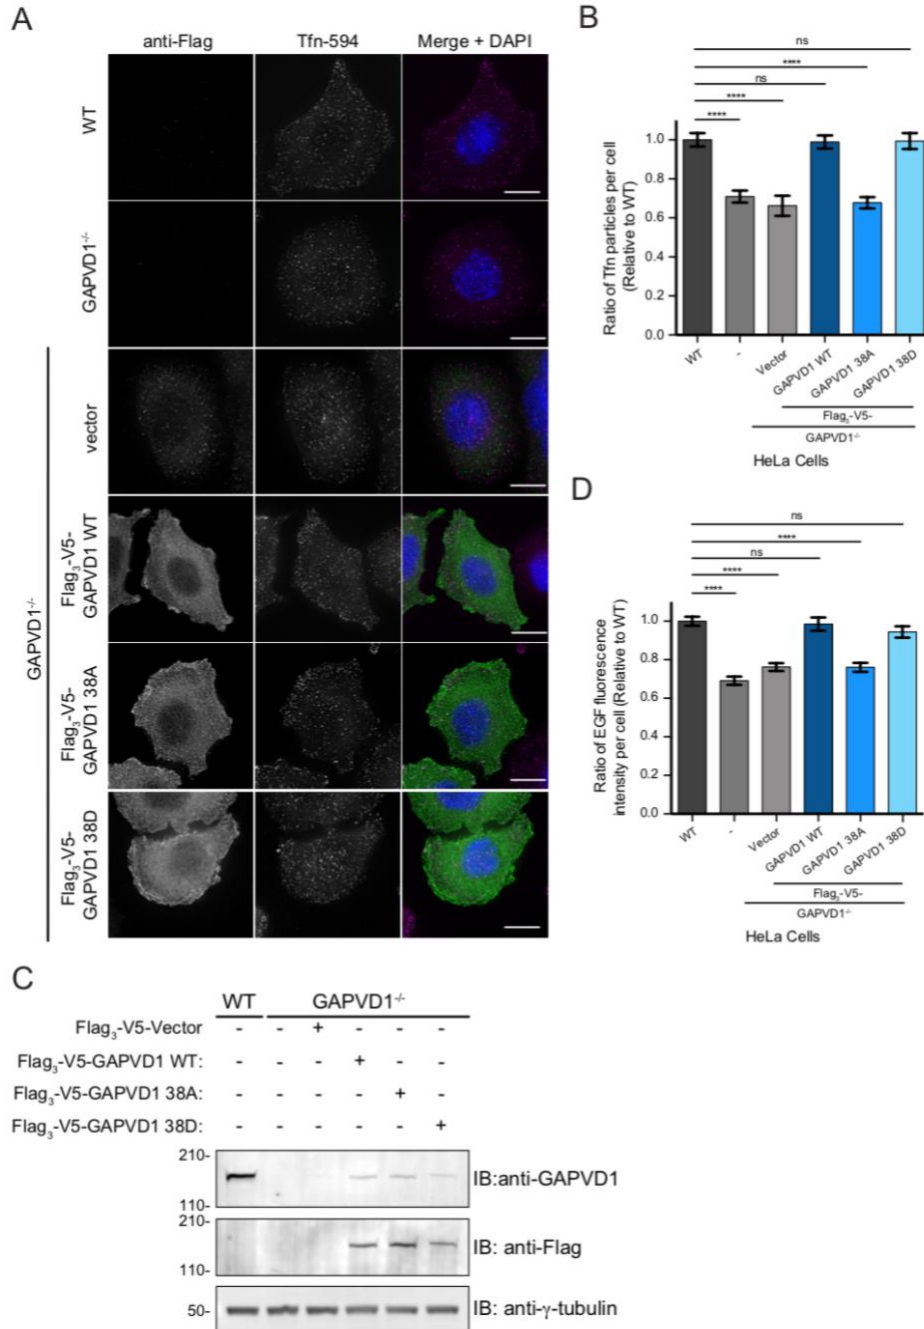 A
anti-Flag Tfn-594 Merge + DAPI
WT
GAPVD1-/-
GAPVD1-/-
vector
Flag3-V5-
GAPVD1 WT
Flag3-V5-
GAPVD1 38A
Flag3-V5-
GAPVD1 38D
B
ns
****
ns
****
****
Ratio of Tfn particles per cell
(Relative to WT)
1.0
0.8
0.6
0.4
0.2
0.0
WT - Vector GAPVD1 WT GAPVD1 38A GAPVD1 38D
Flag3-V5-
GAPVD1-/-
HeLa Cells
D
ns
****
ns
****
****
Ratio of EGF fluorescence
intensity per cell (Relative to WT)
1.0
0.8
0.6
0.4
0.2
0.0
WT - Vector GAPVD1 WT GAPVD1 38A GAPVD1 38D
Flag3-V5-
GAPVD1-/-
HeLa Cells
C
WT GAPVD1-/-
Flag3-V5-Vector - - + - - -
Flag3-V5-GAPVD1 WT: - - - + - -
Flag3-V5-GAPVD1 38A: - - - - + -
Flag3-V5-GAPVD1 38D: - - - - - +
210-
110-
IB:anti-GAPVD1
210-
110-
IB: anti-Flag
50-
IB: anti-γ-tubulin